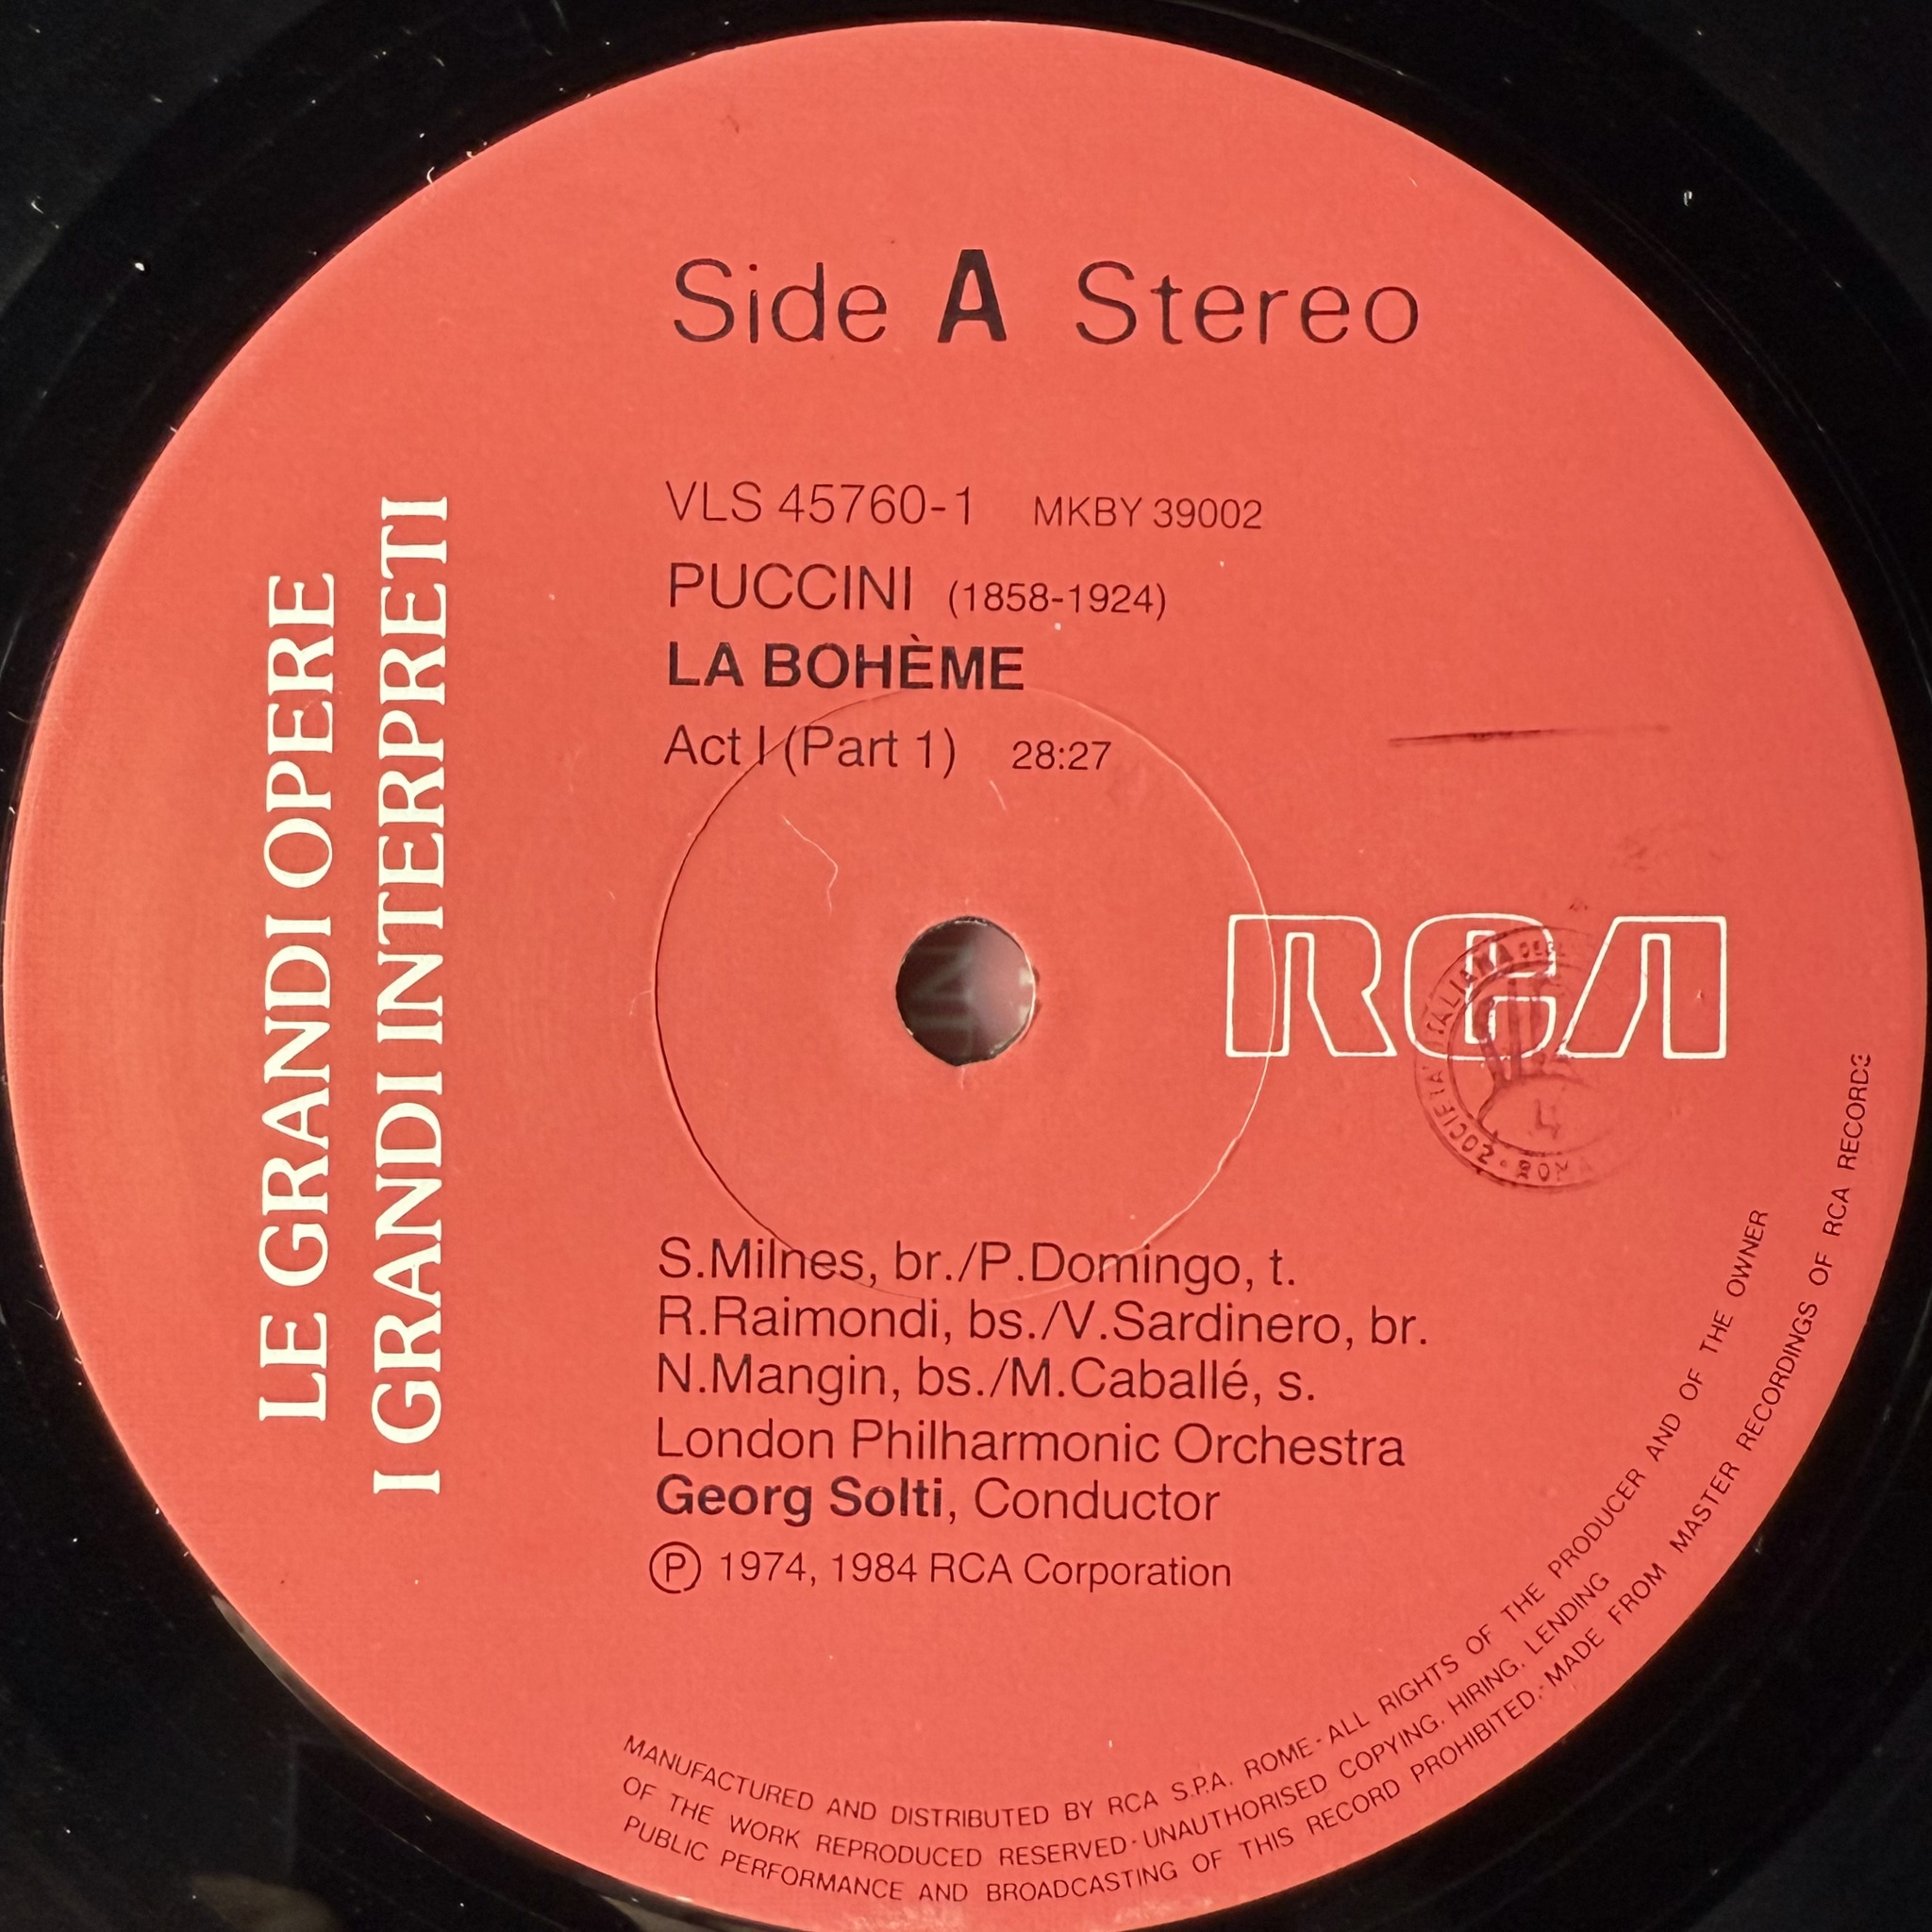 Side A Stereo
VLS 45760-1 MKBY 39002
PUCCINI (1858-1924)
LA BOHÈME
Act I (Part 1) 28:27
LE GRANDI OPERE
I GRANDI INTERPRETI
RCA
SOCIETA' ITALIANA DEGLI
ROMA
S.Milnes, br./P.Domingo, t.
R.Raimondi, bs./V.Sardinero, br.
N.Mangin, bs./M.Caballé, s.
London Philharmonic Orchestra
Georg Solti, Conductor
Ⓟ 1974, 1984 RCA Corporation
MANUFACTURED AND DISTRIBUTED BY RCA S.P.A. ROME - ALL RIGHTS OF THE PRODUCER AND OF THE OWNER
OF THE WORK REPRODUCED RESERVED - UNAUTHORISED COPYING. HIRING. LENDING
PUBLIC PERFORMANCE AND BROADCASTING OF THIS RECORD PROHIBITED. - MADE FROM MASTER RECORDINGS OF RCA RECORDS